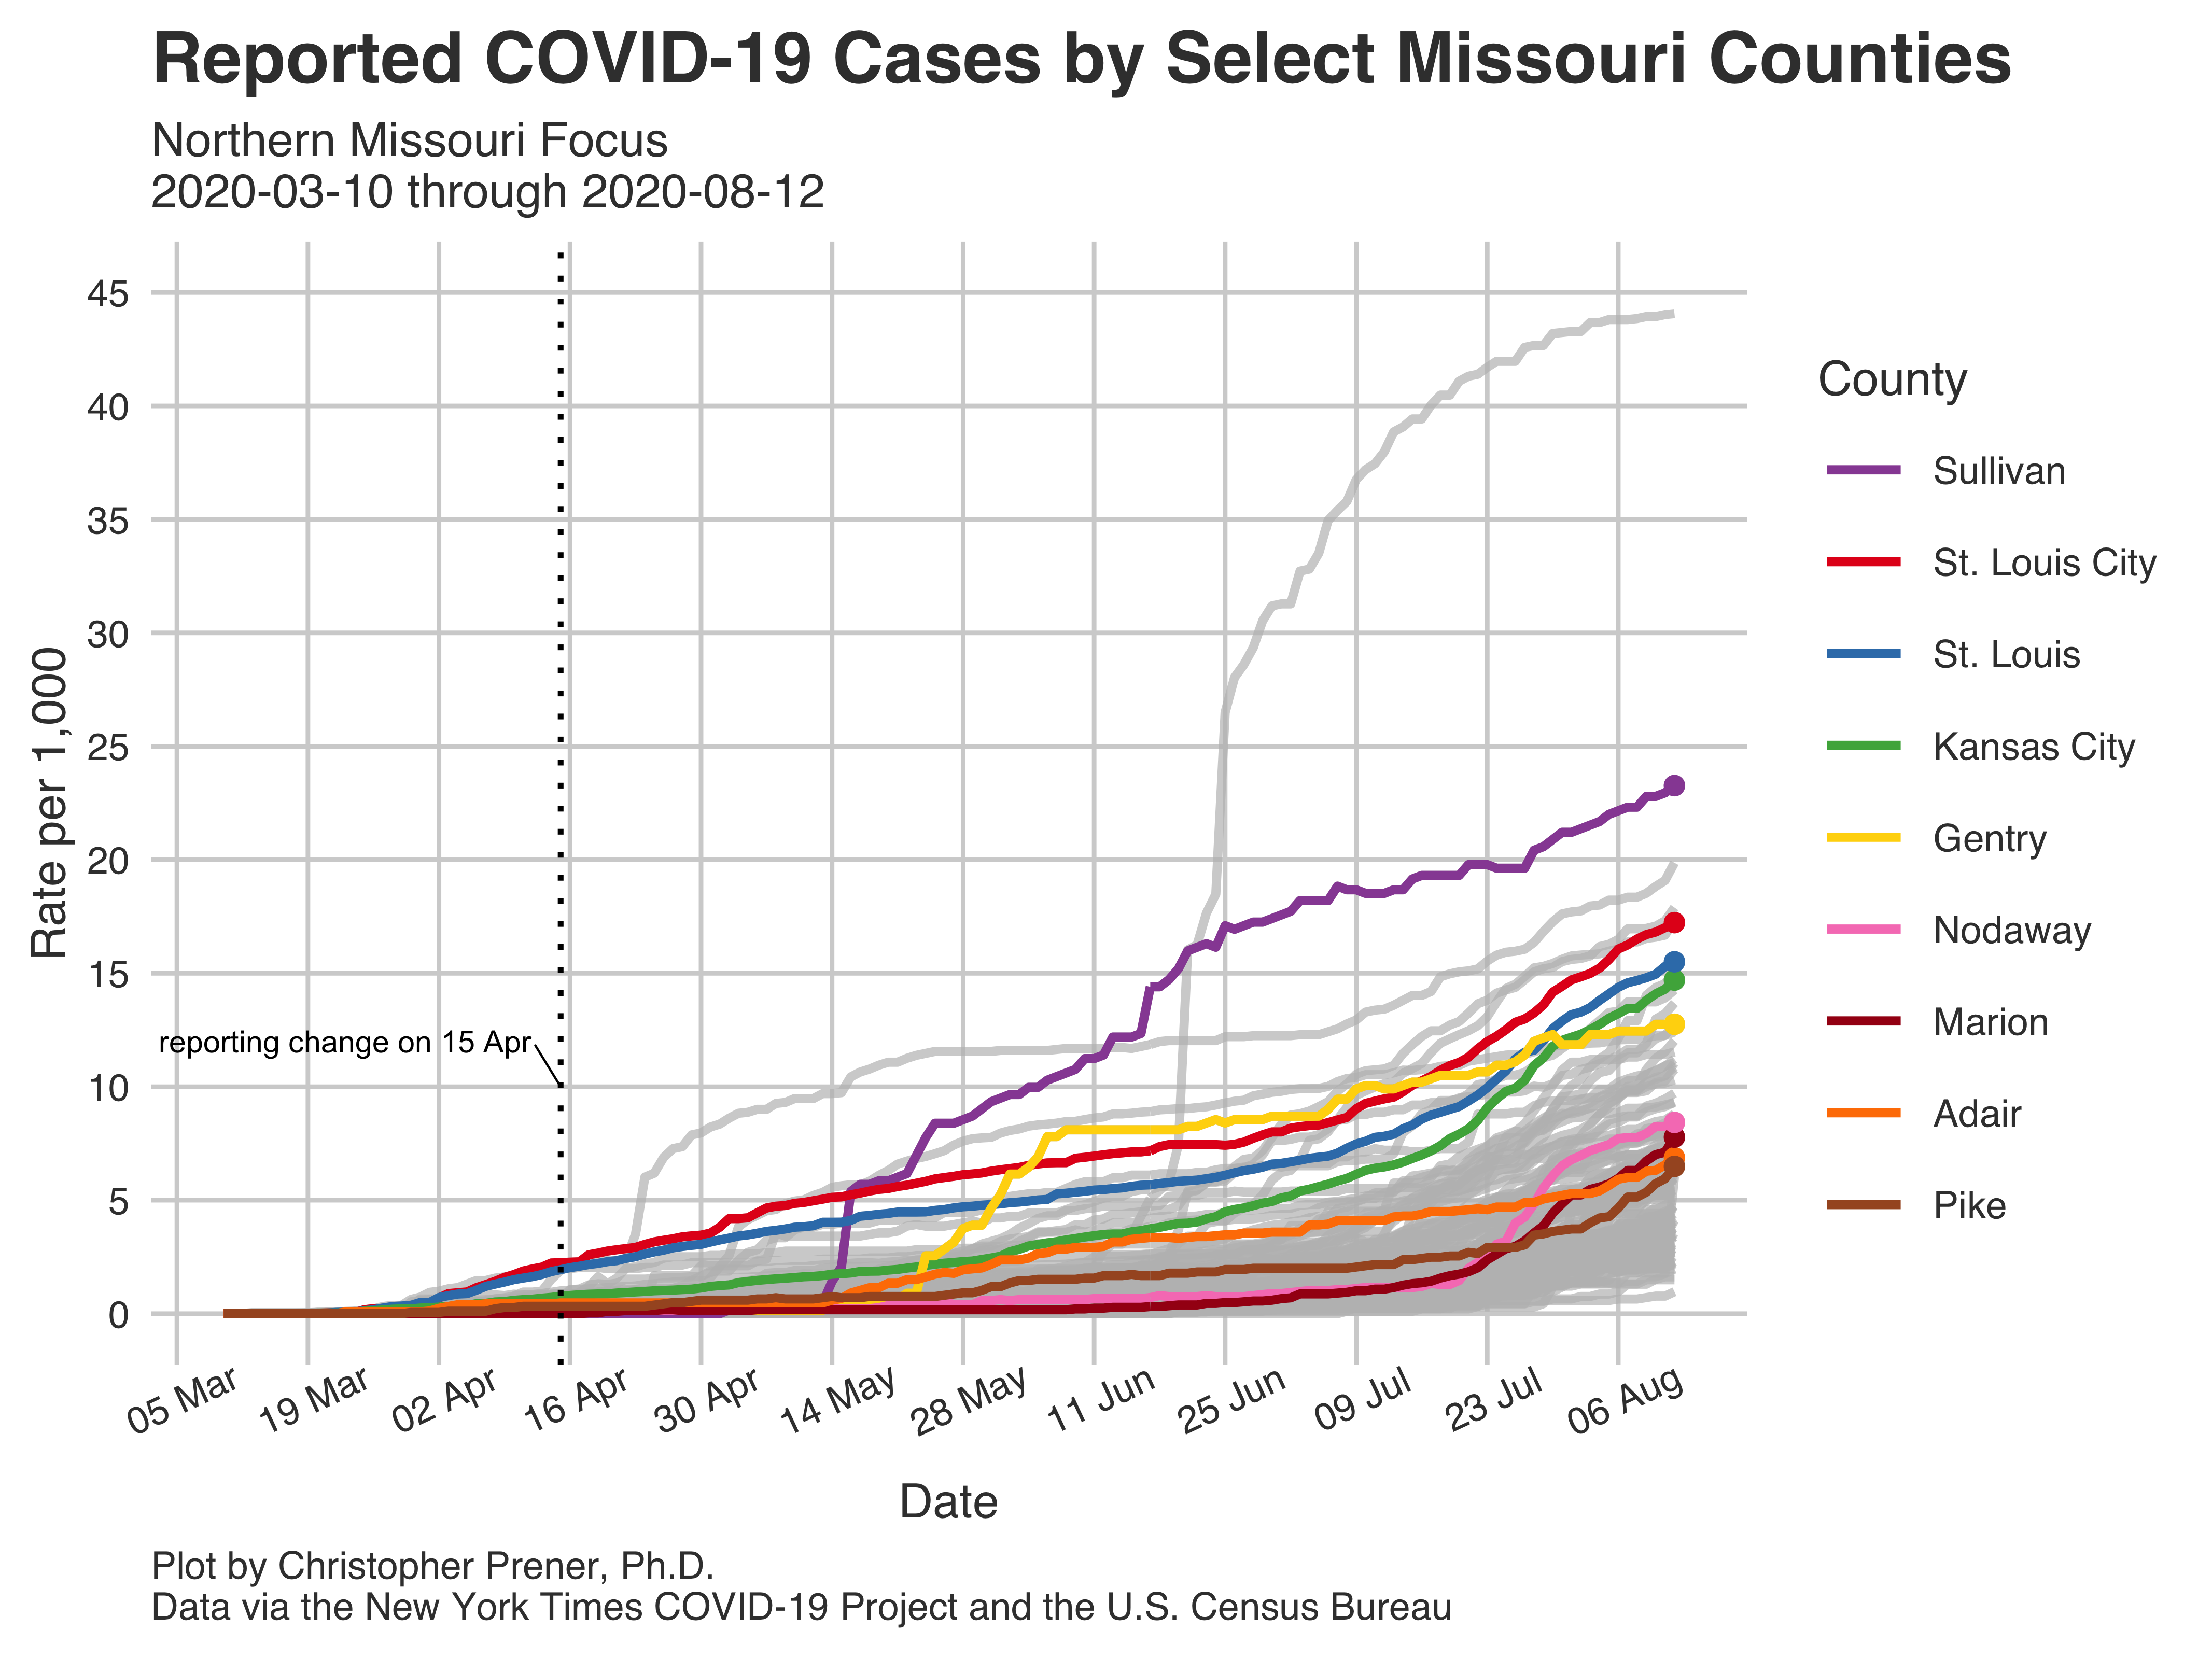 Reported COVID-19 Cases by Select Missouri Counties
Northern Missouri Focus
2020-03-10 through 2020-08-12
Rate per 1,000
45
40
35
30
25
20
15
10
5
0
reporting change on 15 Apr
05 Mar
19 Mar
02 Apr
16 Apr
30 Apr
14 May
28 May
11 Jun
25 Jun
09 Jul
23 Jul
06 Aug
Date
County
Sullivan
St. Louis City
St. Louis
Kansas City
Gentry
Nodaway
Marion
Adair
Pike
Plot by Christopher Prener, Ph.D.
Data via the New York Times COVID-19 Project and the U.S. Census Bureau